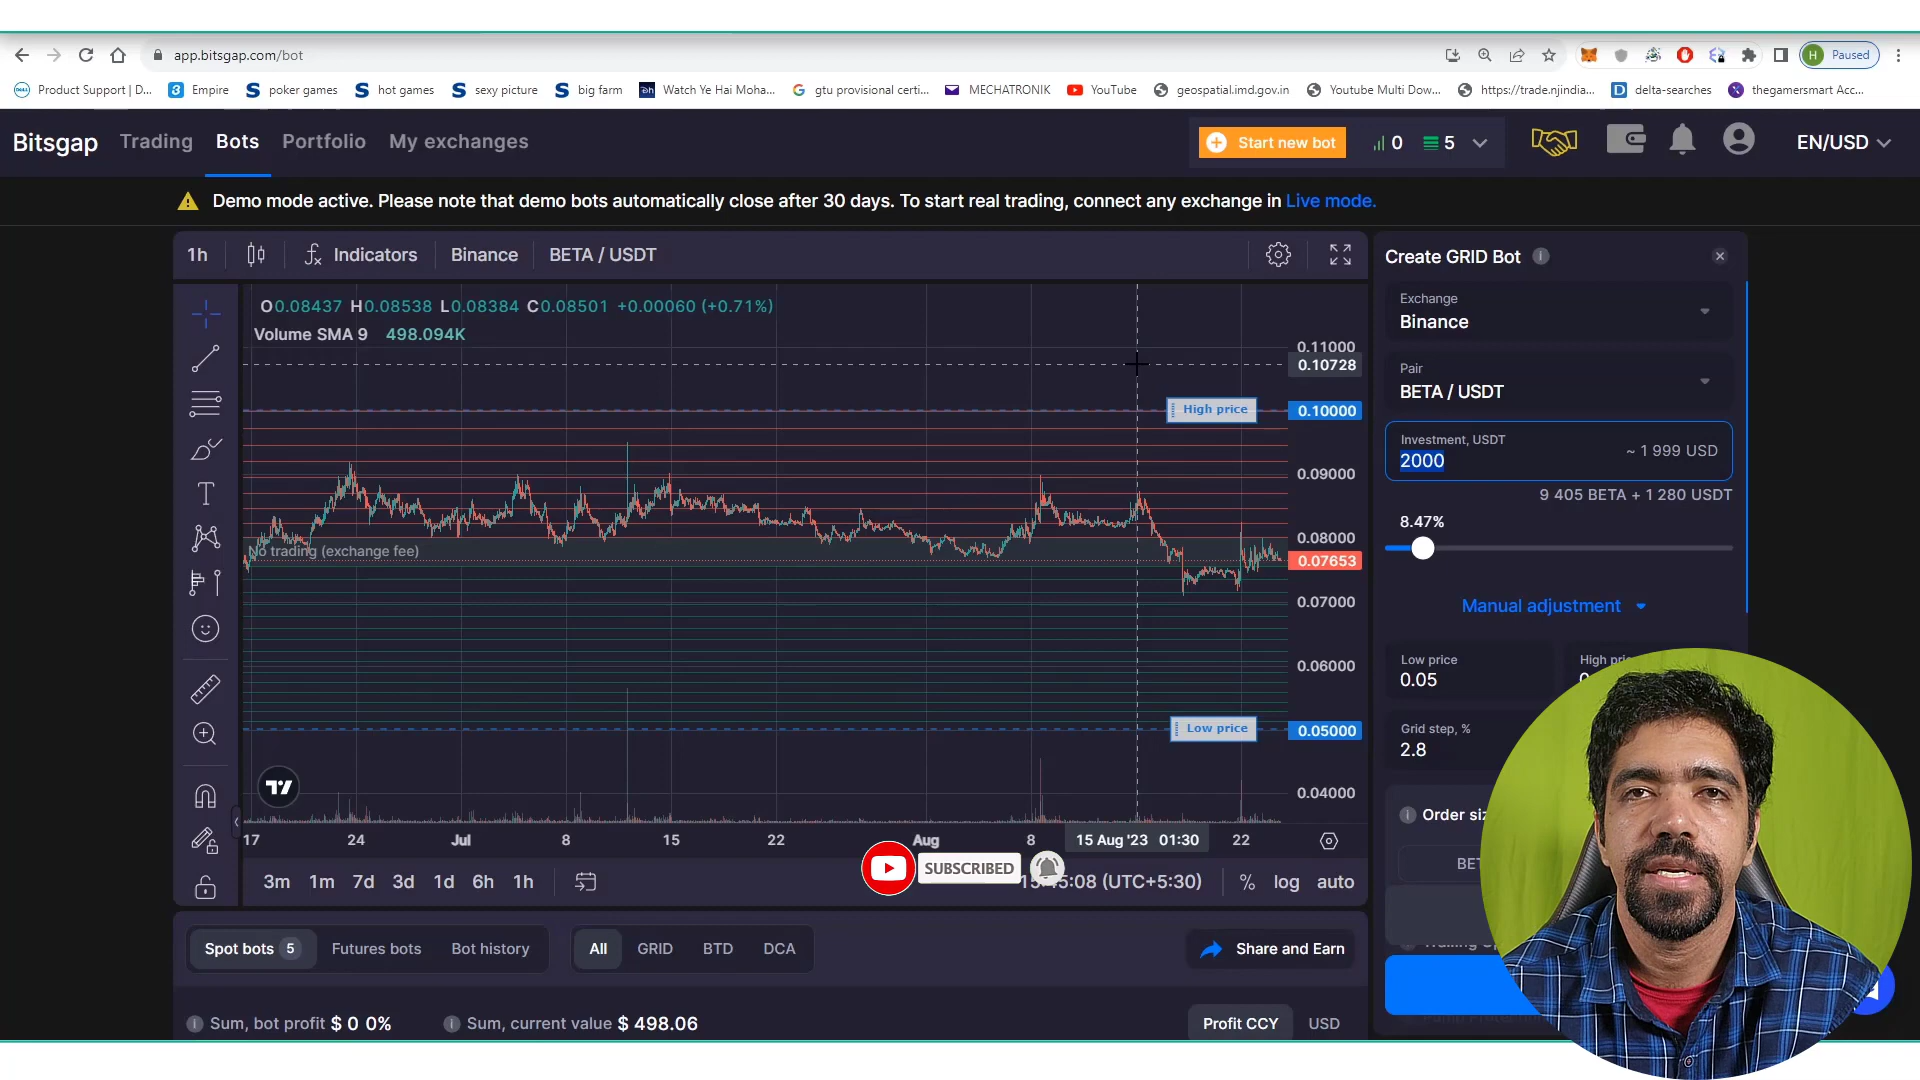 app.bitsgap.com/bot
H Paused
Product Support | D...
Empire
poker games
hot games
sexy picture
big farm
Watch Ye Hai Moha...
gtu provisional certi...
MECHATRONIK
YouTube
geospatial.imd.gov.in
Youtube Multi Dow...
https://trade.njindia...
delta-searches
thegamersmart Acc...
Bitsgap Trading Bots Portfolio My exchanges
Start new bot
0 5
EN/USD
Demo mode active. Please note that demo bots automatically close after 30 days. To start real trading, connect any exchange in Live mode.
1h Indicators Binance BETA / USDT
O0.08437 H0.08538 L0.08384 C0.08501 +0.00060 (+0.71%)
Volume SMA 9 498.094K
0.11000
0.10728
High price 0.10000
0.09000
0.08000
No trading (exchange fee)
0.07653
0.07000
0.06000
Low price 0.05000
0.04000
17 24 Jul 8 15 22 Aug 8 15 Aug '23 01:30 22
3m 1m 7d 3d 1d 6h 1h
SUBSCRIBED
5:08 (UTC+5:30) % log auto
Create GRID Bot
Exchange
Binance
Pair
BETA / USDT
Investment, USDT
2000 ~ 1 999 USD
9 405 BETA + 1 280 USDT
8.47%
Manual adjustment
Low price
0.05
High
Grid step, %
2.8
Order
Spot bots 5 Futures bots Bot history
All GRID BTD DCA
Share and Earn
Sum, bot profit $ 0 0%
Sum, current value $ 498.06
Profit CCY USD